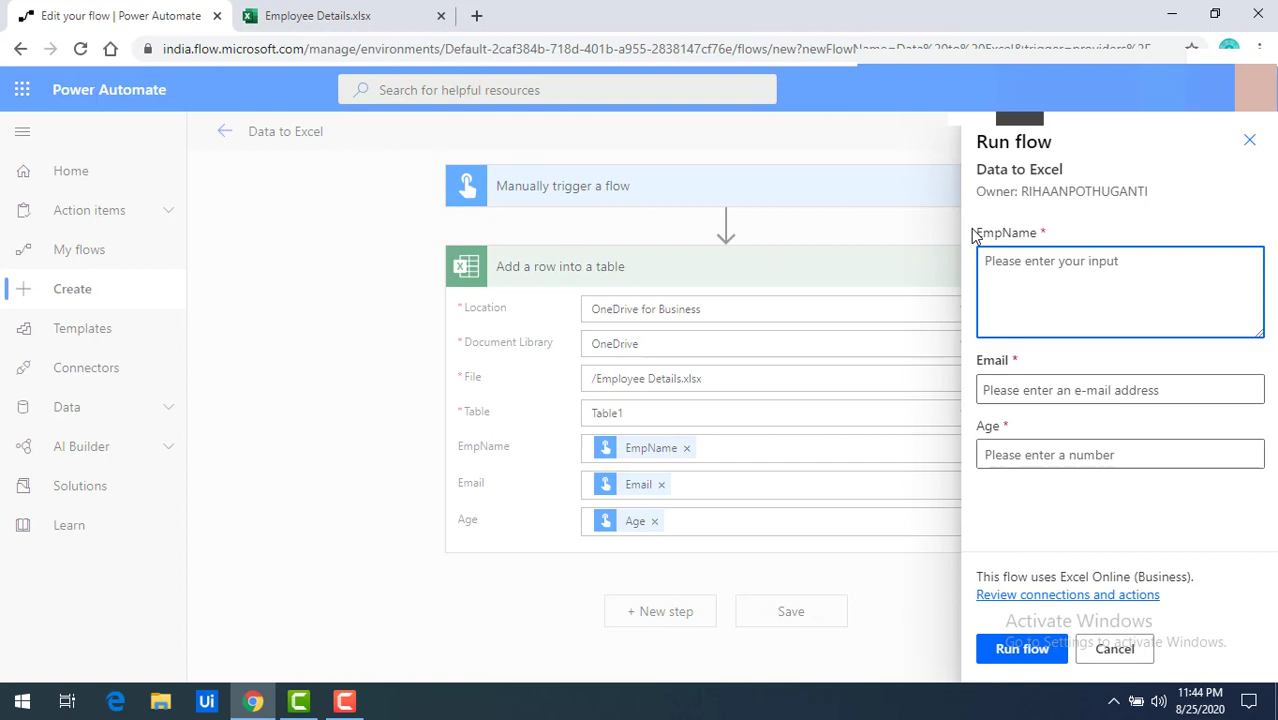 Edit your flow | Power Automate
Employee Details.xlsx
india.flow.microsoft.com/manage/environments/Default-2caf384b-718d-401b-a955-2838147cf76e/flows/new?newFlowName=Data%20to%20Excel&trigger=providers%2F
Power Automate
Search for helpful resources
Data to Excel
Home
Action items
My flows
Create
Templates
Connectors
Data
AI Builder
Solutions
Learn
Manually trigger a flow
Add a row into a table
* Location
OneDrive for Business
* Document Library
OneDrive
* File
/Employee Details.xlsx
* Table
Table1
EmpName
EmpName ×
Email
Email ×
Age
Age ×
+ New step
Save
Run flow
Data to Excel
Owner: RIHAANPOTHUGANTI
EmpName *
Please enter your input
Email *
Please enter an e-mail address
Age *
Please enter a number
This flow uses Excel Online (Business).
Review connections and actions
Activate Windows
Go to Settings to activate Windows.
Run flow
Cancel
Ui
11:44 PM
8/25/2020